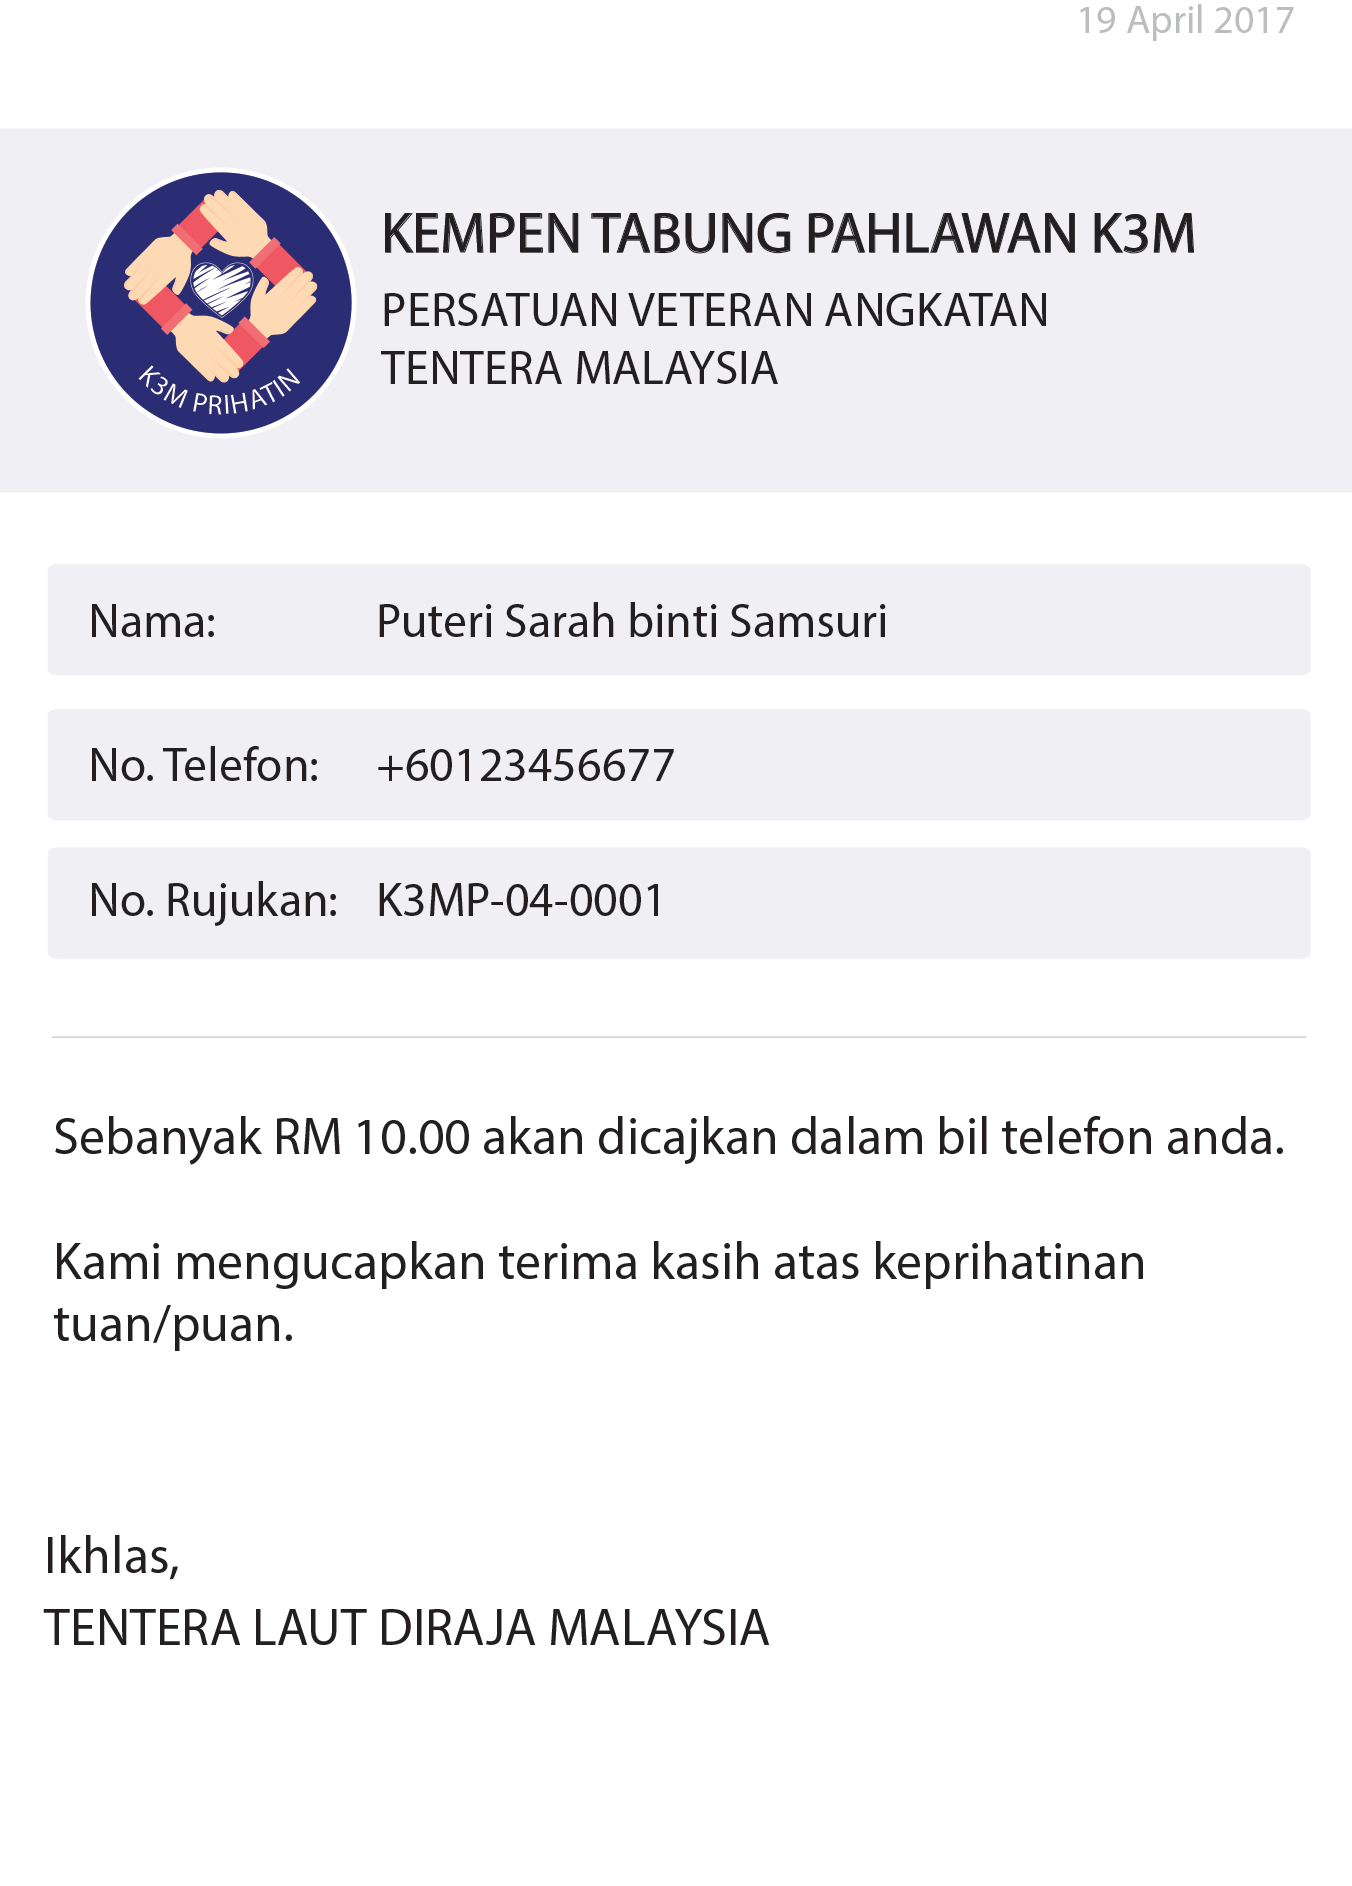 19 April 2017
KEMPEN TABUNG PAHLAWAN K3M
PERSATUAN VETERAN ANGKATAN
TENTERA MALAYSIA
K3M PRIHATIN
Nama: Puteri Sarah binti Samsuri
No. Telefon: +60123456677
No. Rujukan: K3MP-04-0001
Sebanyak RM 10.00 akan dicajkan dalam bil telefon anda.
Kami mengucapkan terima kasih atas keprihatinan
tuan/puan.
Ikhlas,
TENTERA LAUT DIRAJA MALAYSIA